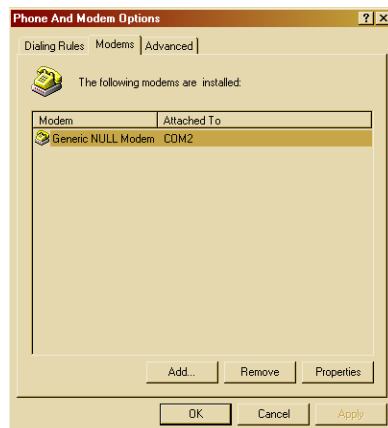 Phone And Modem Options
Dialing Rules Modems Advanced
The following modems are installed:
Modem Attached To
Generic NULL Modem COM2
Add... Remove Properties
OK Cancel Apply